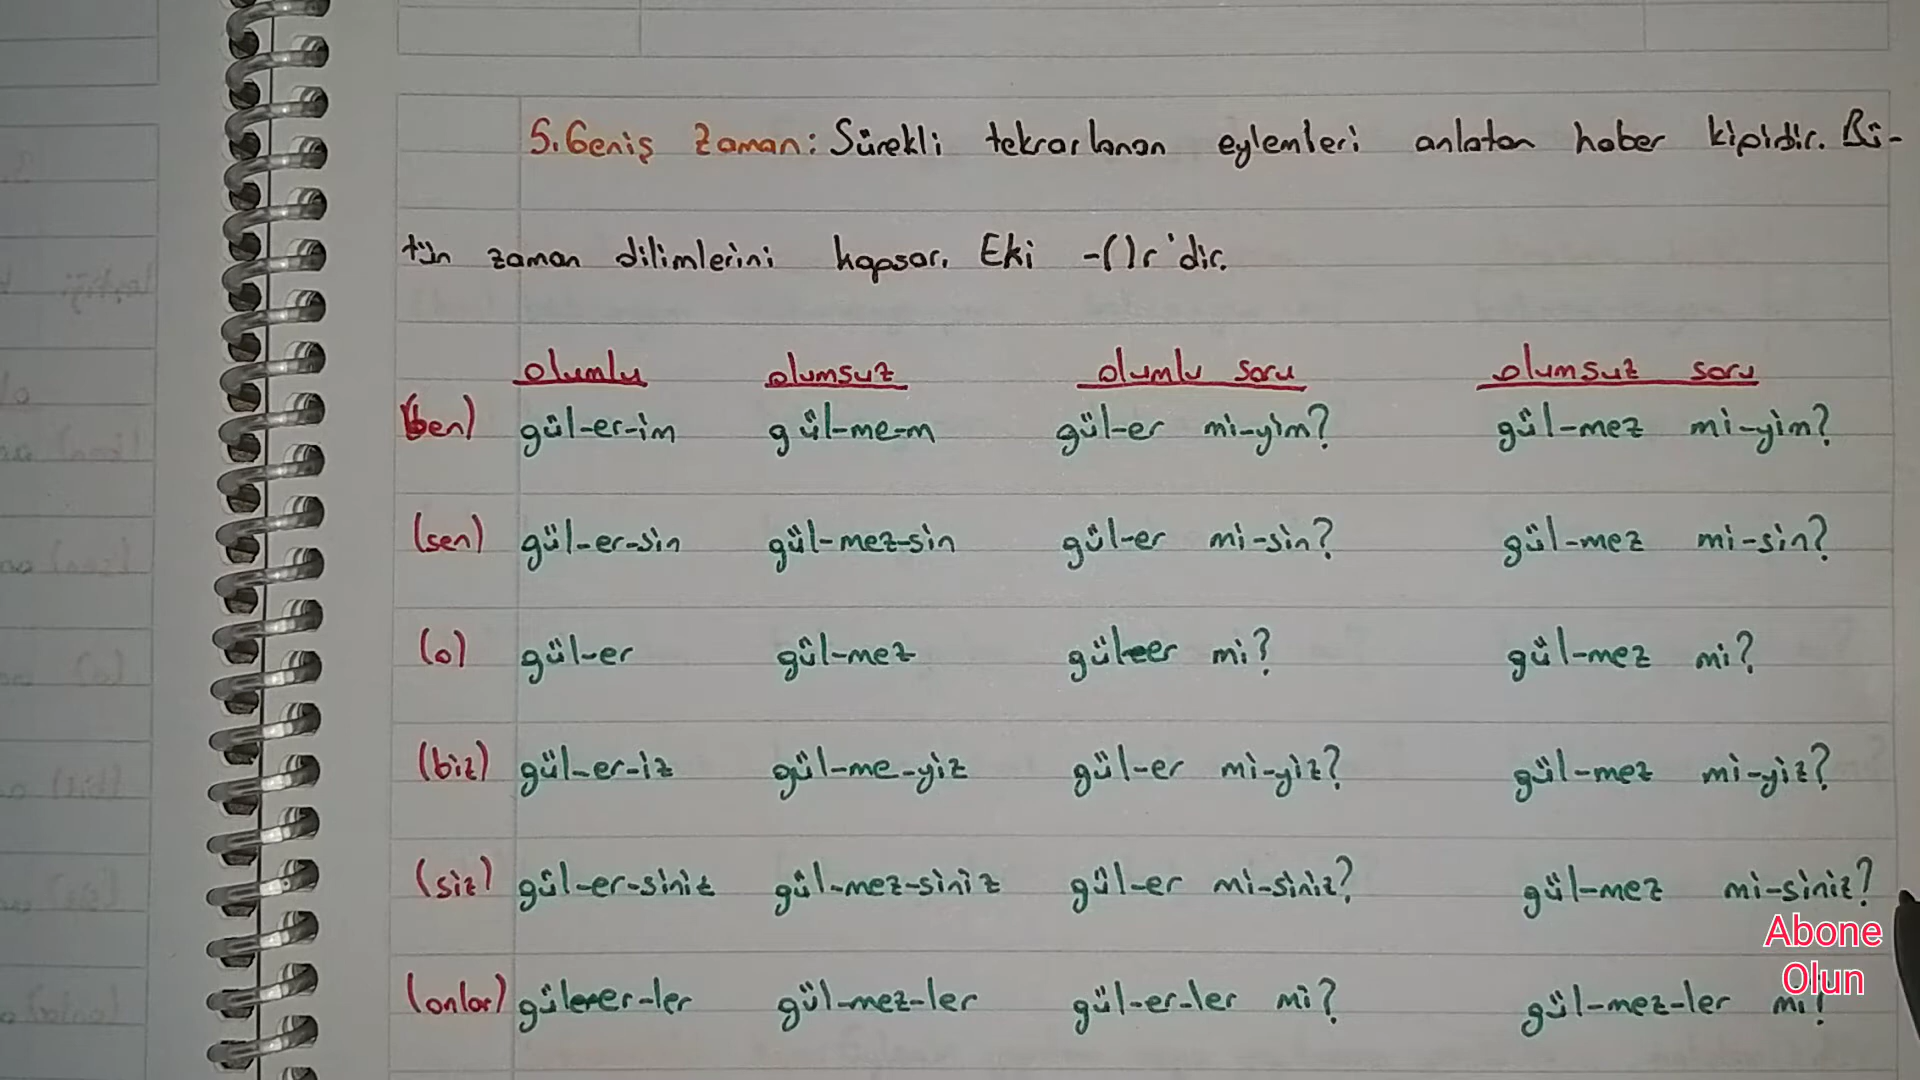 5.Geniş Zaman: Sürekli tekrarlanan eylemleri anlatan haber kipidir. Bü-
tün zaman dilimlerini kapsar. Eki -( )r'dir.
olumlu olumsuz olumlu soru olumsuz soru
(ben) gül-er-im gül-me-m gül-er mi-yim? gül-mez mi-yim?
(sen) gül-er-sin gül-mez-sin gül-er mi-sin? gül-mez mi-sin?
(o) gül-er gül-mez gül-er mi? gül-mez mi?
(biz) gül-er-iz gül-me-yiz gül-er mi-yiz? gül-mez mi-yiz?
(siz) gül-er-siniz gül-mez-siniz gül-er mi-siniz? gül-mez mi-siniz?
Abone
Olun
(onlar) gül-er-ler gül-mez-ler gül-er-ler mi? gül-mez-ler mi?